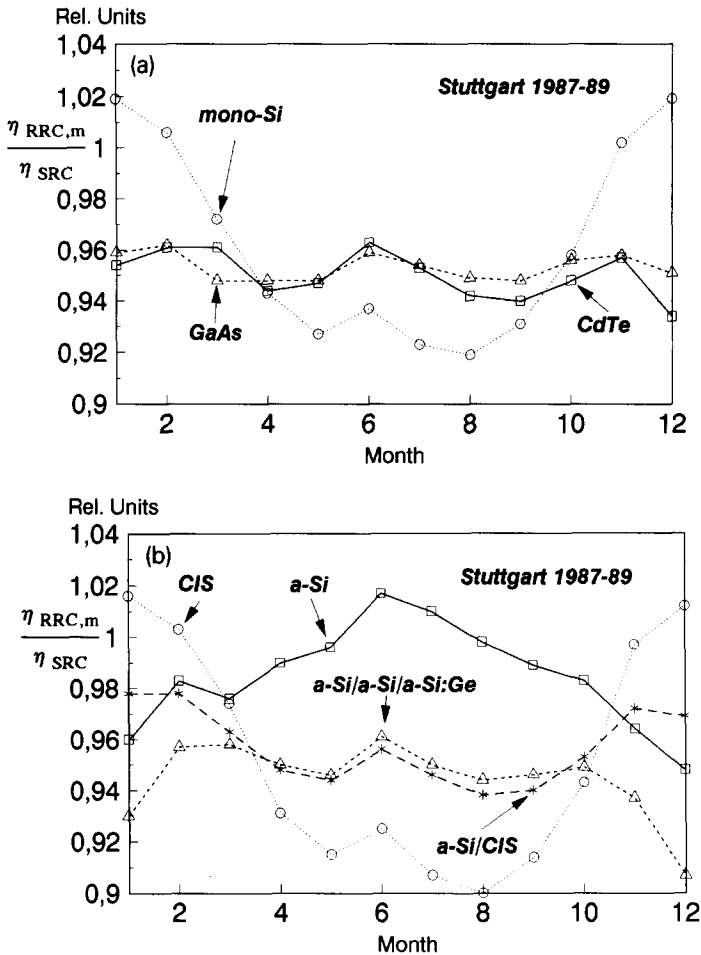 Rel. Units
1,04
(a)
Stuttgart 1987-89
1,02
mono-Si
η RRC,m
η SRC
1
0,98
0,96
0,94
GaAs
CdTe
0,92
0,9
2 4 6 8 10 12
Month
Rel. Units
1,04
(b)
CIS
a-Si
Stuttgart 1987-89
1,02
η RRC,m
η SRC
1
a-Si/a-Si/a-Si:Ge
0,98
0,96
0,94
a-Si/CIS
0,92
0,9
2 4 6 8 10 12
Month